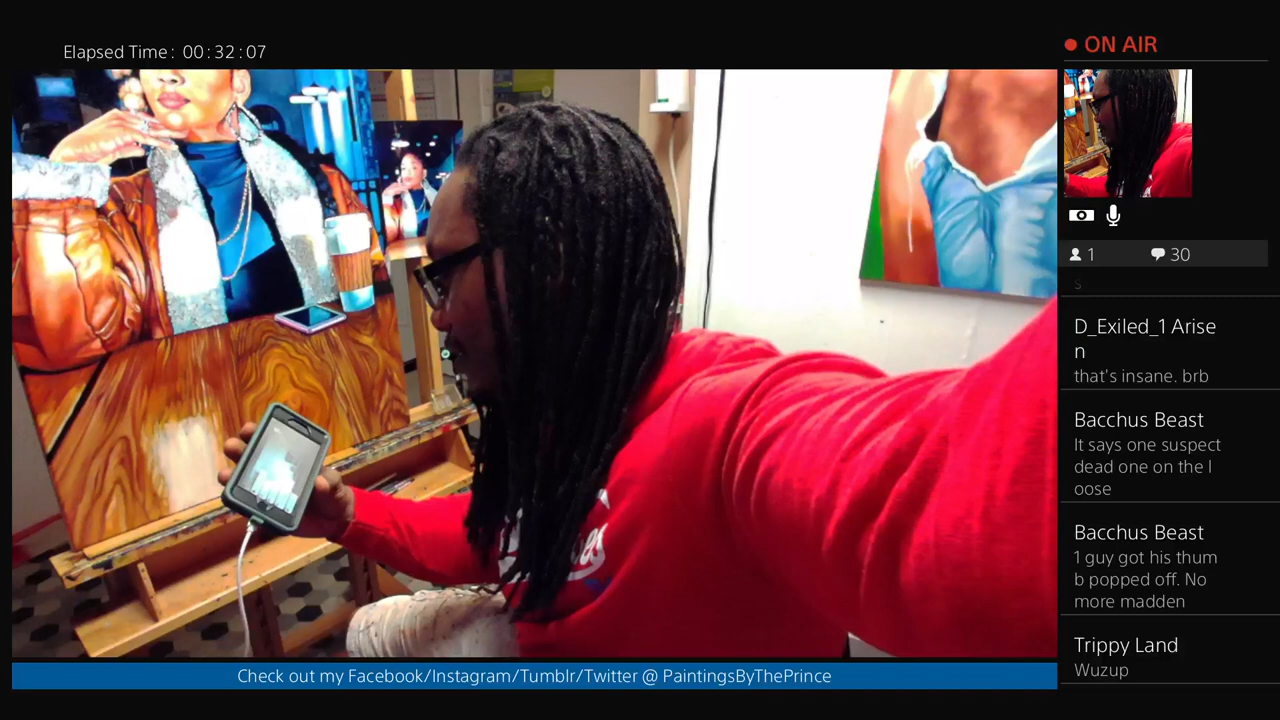 Elapsed Time: 00:32:07
ON AIR
1
30
s
D_Exiled_1 Arise
n
that's insane. brb
Bacchus Beast
It says one suspect
dead one on the l
oose
Bacchus Beast
1 guy got his thum
b popped off. No
more madden
Trippy Land
Wuzup
Check out my Facebook/Instagram/Tumblr/Twitter @ PaintingsByThePrince